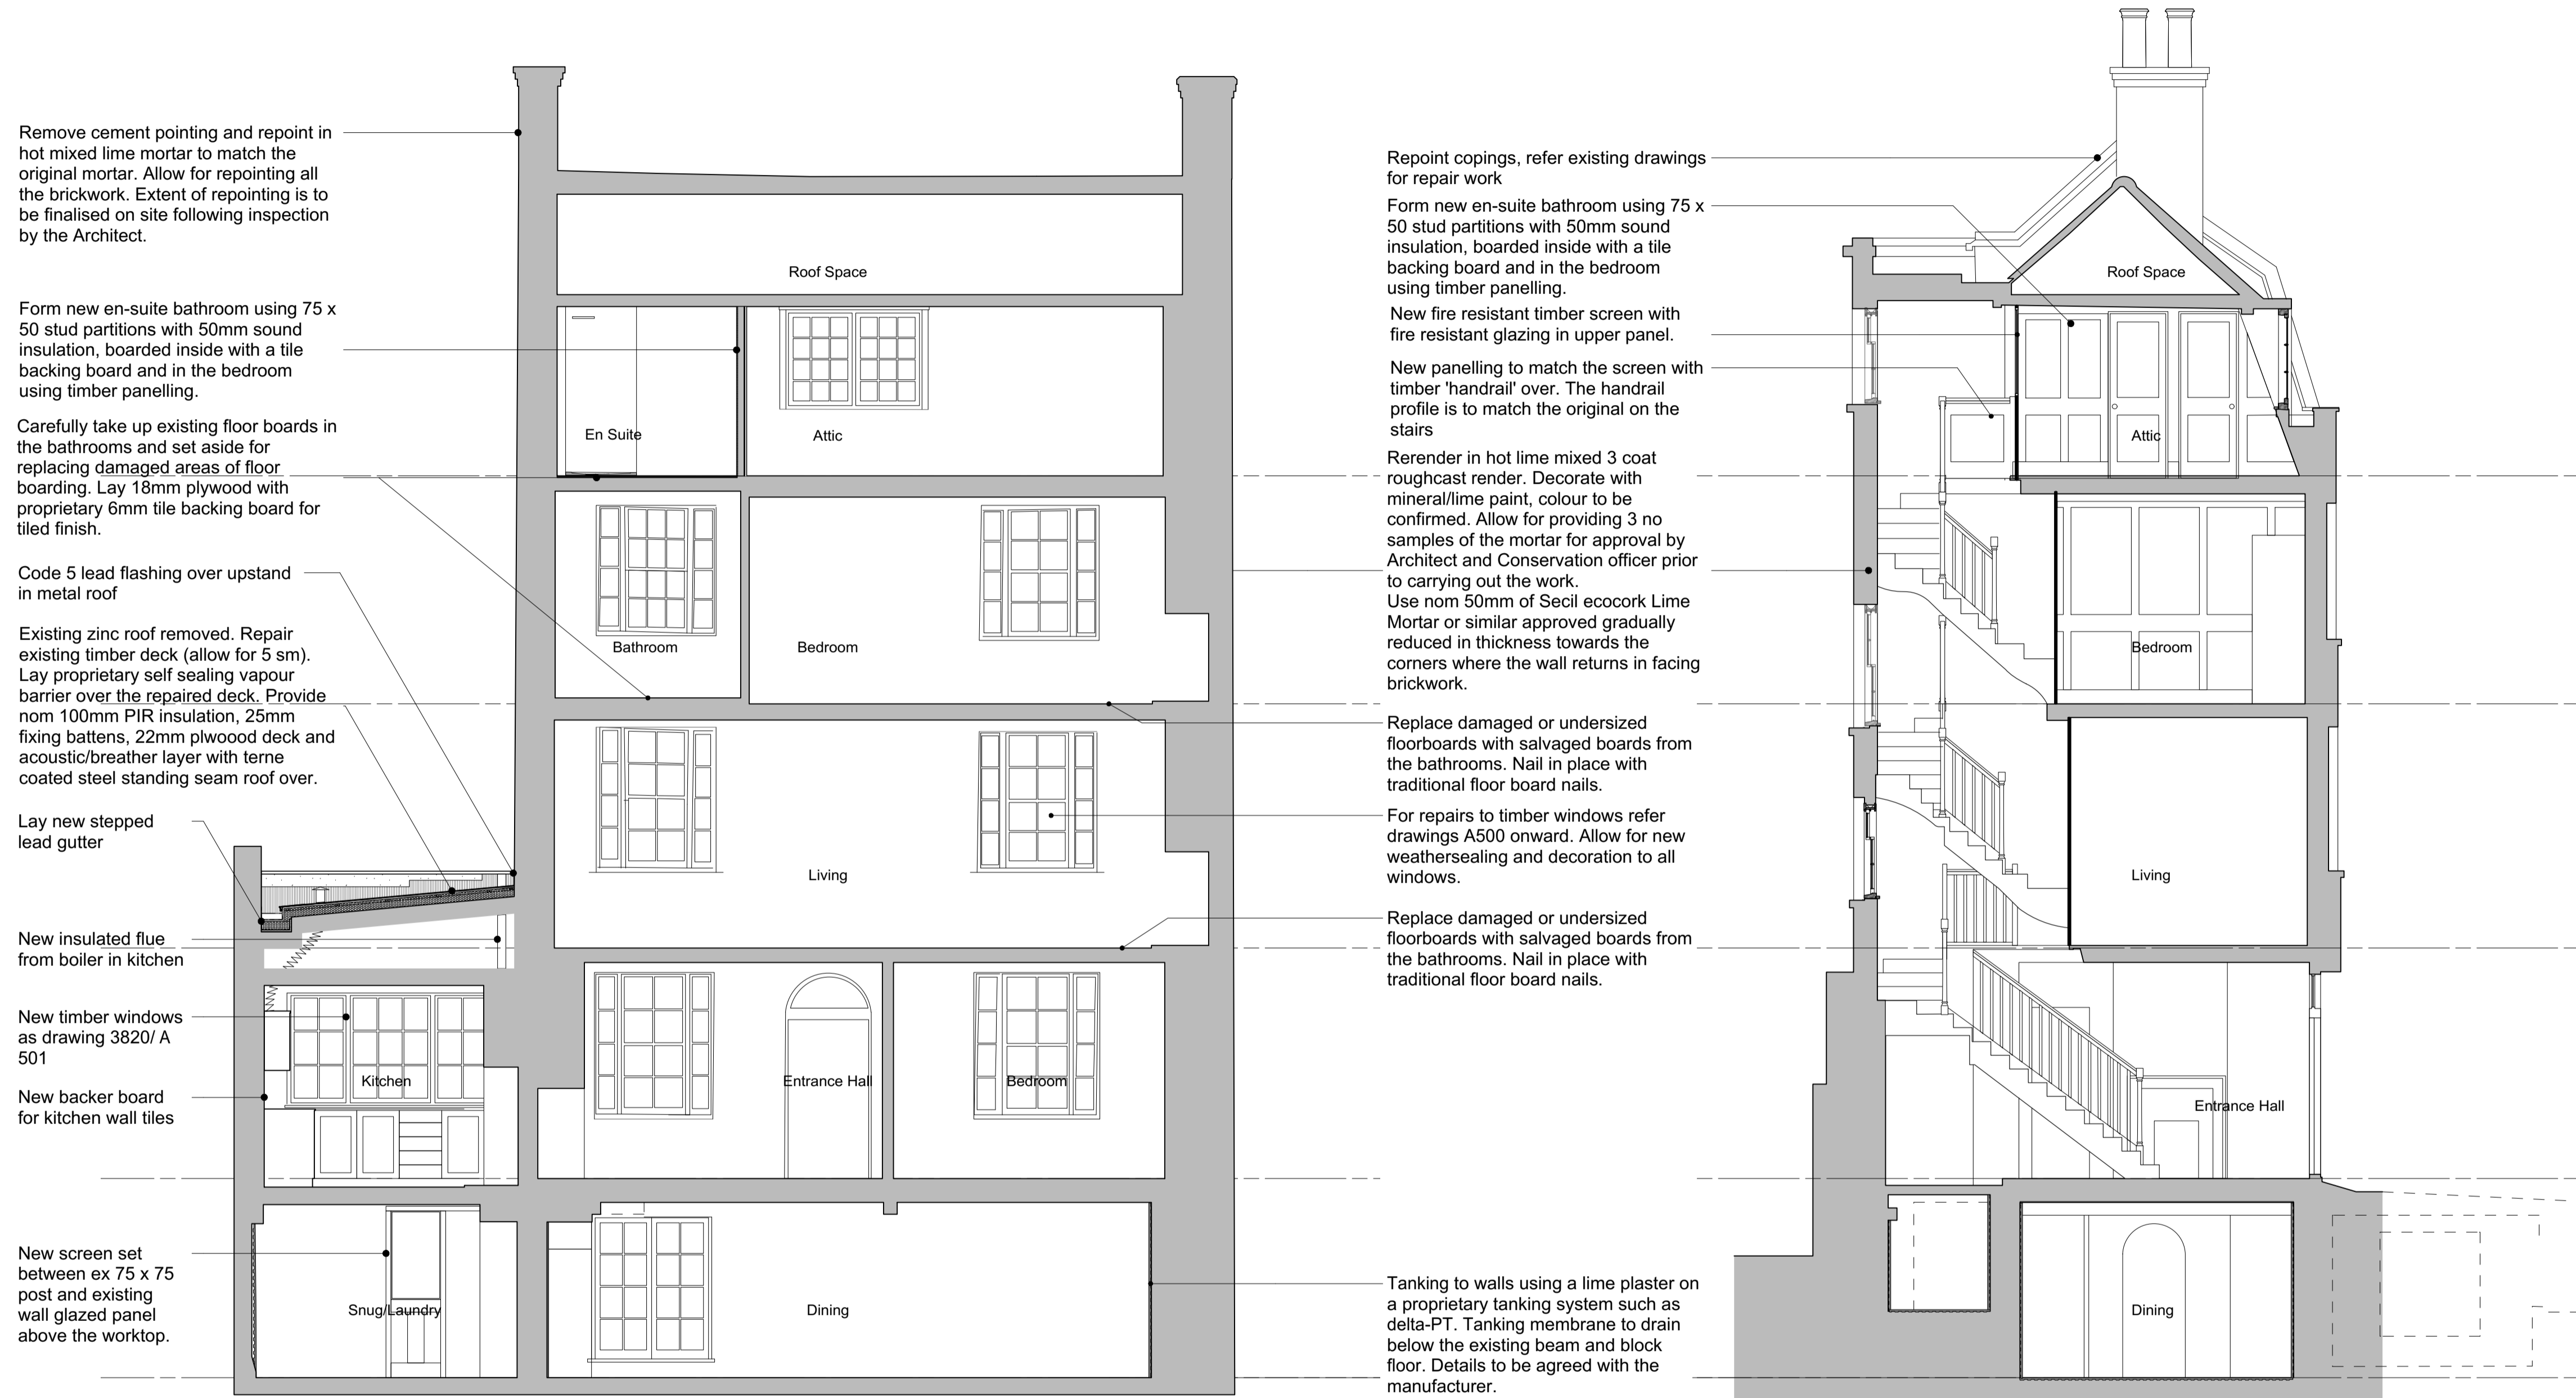 Remove cement pointing and repoint in
hot mixed lime mortar to match the
original mortar. Allow for repointing all
the brickwork. Extent of repointing is to
be finalised on site following inspection
by the Architect.
Form new en-suite bathroom using 75 x
50 stud partitions with 50mm sound
insulation, boarded inside with a tile
backing board and in the bedroom
using timber panelling.
Carefully take up existing floor boards in
the bathrooms and set aside for
replacing damaged areas of floor
boarding. Lay 18mm plywood with
proprietary 6mm tile backing board for
tiled finish.
Code 5 lead flashing over upstand
in metal roof
Existing zinc roof removed. Repair
existing timber deck (allow for 5 sm).
Lay proprietary self sealing vapour
barrier over the repaired deck. Provide
nom 100mm PIR insulation, 25mm
fixing battens, 22mm plwoood deck and
acoustic/breather layer with terne
coated steel standing seam roof over.
Lay new stepped
lead gutter
New insulated flue
from boiler in kitchen
New timber windows
as drawing 3820/ A
501
New backer board
for kitchen wall tiles
New screen set
between ex 75 x 75
post and existing
wall glazed panel
above the worktop.
Roof Space
En Suite
Attic
Bathroom
Bedroom
Living
Kitchen
Entrance Hall
Bedroom
Snug/Laundry
Dining
Repoint copings, refer existing drawings
for repair work
Form new en-suite bathroom using 75 x
50 stud partitions with 50mm sound
insulation, boarded inside with a tile
backing board and in the bedroom
using timber panelling.
New fire resistant timber screen with
fire resistant glazing in upper panel.
New panelling to match the screen with
timber 'handrail' over. The handrail
profile is to match the original on the
stairs
Rerender in hot lime mixed 3 coat
roughcast render. Decorate with
mineral/lime paint, colour to be
confirmed. Allow for providing 3 no
samples of the mortar for approval by
Architect and Conservation officer prior
to carrying out the work.
Use nom 50mm of Secil ecocork Lime
Mortar or similar approved gradually
reduced in thickness towards the
corners where the wall returns in facing
brickwork.
Replace damaged or undersized
floorboards with salvaged boards from
the bathrooms. Nail in place with
traditional floor board nails.
For repairs to timber windows refer
drawings A500 onward. Allow for new
weathersealing and decoration to all
windows.
Replace damaged or undersized
floorboards with salvaged boards from
the bathrooms. Nail in place with
traditional floor board nails.
Tanking to walls using a lime plaster on
a proprietary tanking system such as
delta-PT. Tanking membrane to drain
below the existing beam and block
floor. Details to be agreed with the
manufacturer.
Roof Space
Attic
Bedroom
Living
Entrance Hall
Dining